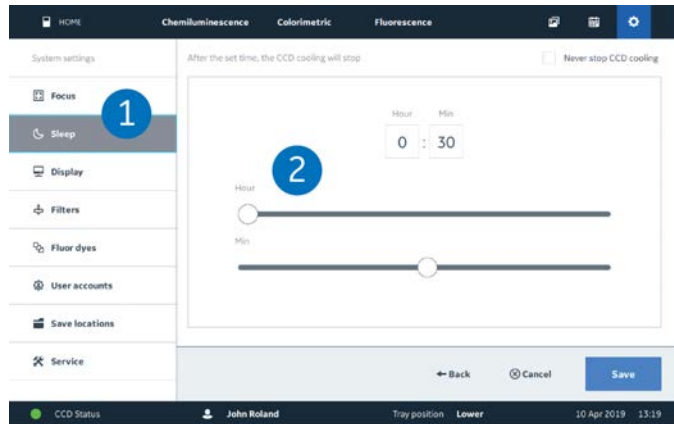 HOME Chemiluminescence Colorimetric Fluorescence
System settings
After the set time, the CCD cooling will stop
Never stop CCD cooling
Focus
1
Sleep
Display
Filters
Fluor dyes
User accounts
Save locations
Service
Hour Min
0 : 30
2
Hour
Min
Back Cancel Save
CCD Status John Roland Tray position Lower 10 Apr 2019 13:19